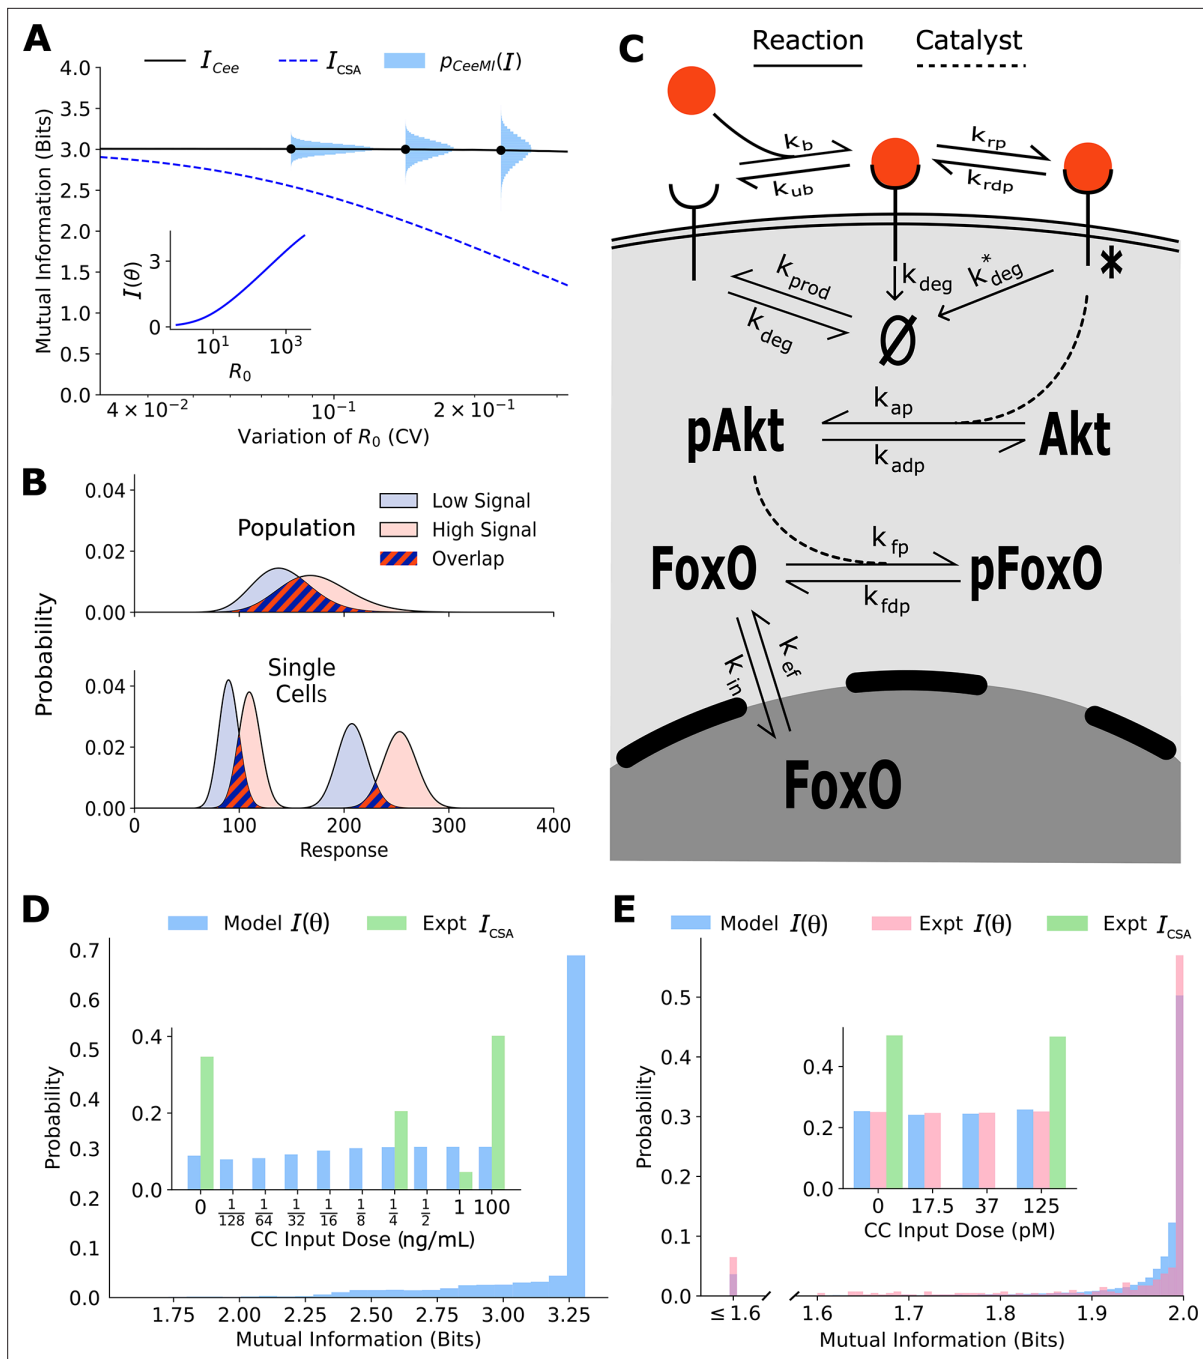 A
I_Cee
I_CSA
p_CeeMI(I)
Mutual Information (Bits)
4.0
3.5
3.0
2.5
2.0
1.5
1.0
0.5
0.0
I(θ)
3
0
10^1
10^3
R_0
4 × 10^-2
10^-1
2 × 10^-1
Variation of R_0 (CV)
B
Probability
0.04
0.02
0.00
Population
Low Signal
High Signal
Overlap
0.04
0.02
0.00
Single
Cells
0
100
200
300
400
Response
C
Reaction
Catalyst
k_b
k_ub
k_rp
k_rdp
*
k_prod
k_deg
k_deg
k*_deg
Ø
pAkt
k_ap
k_adp
Akt
FoxO
k_fp
k_fdp
pFoxO
k_in
k_ef
FoxO
D
Model I(θ)
Expt I_CSA
Probability
0.7
0.6
0.5
0.4
0.3
0.2
0.1
0.0
0.4
0.2
0.0
0
1/128
1/64
1/32
1/16
1/8
1/4
1/2
1
100
CC Input Dose (ng/mL)
1.75
2.00
2.25
2.50
2.75
3.00
3.25
Mutual Information (Bits)
E
Model I(θ)
Expt I(θ)
Expt I_CSA
Probability
0.5
0.4
0.3
0.2
0.1
0.0
0.4
0.2
0.0
0
17.5
37
125
CC Input Dose (pM)
≤ 1.6
1.6
1.7
1.8
1.9
2.0
Mutual Information (Bits)